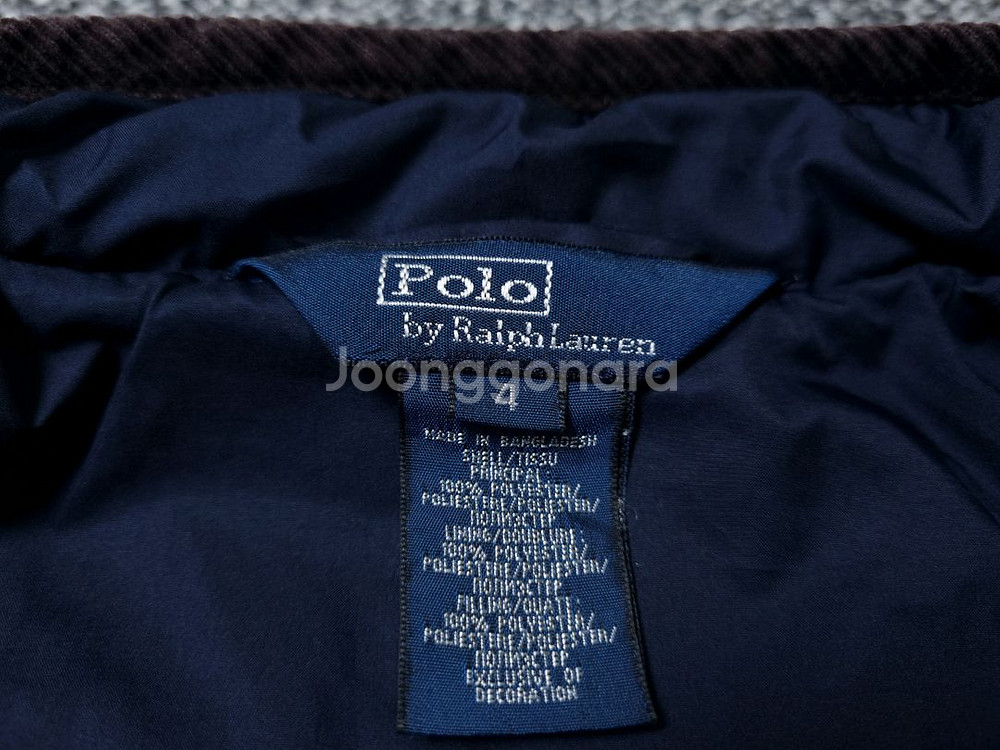 Polo
by Ralph Lauren
Joonggonara
4
MADE IN BANGLADESH
SHELL/TISSU
PRINCIPAL:
100% POLYESTER/
POLIESTERE/POLIESTER/
ПОЛИЭСТЕР
LINING/DOUBLURE:
100% POLYESTER/
POLIESTERE/POLIESTER/
ПОЛИЭСТЕР
FILLING/OUATE:
100% POLYESTER/
POLIESTERE/POLIESTER/
ПОЛИЭСТЕР
EXCLUSIVE OF
DECORATION